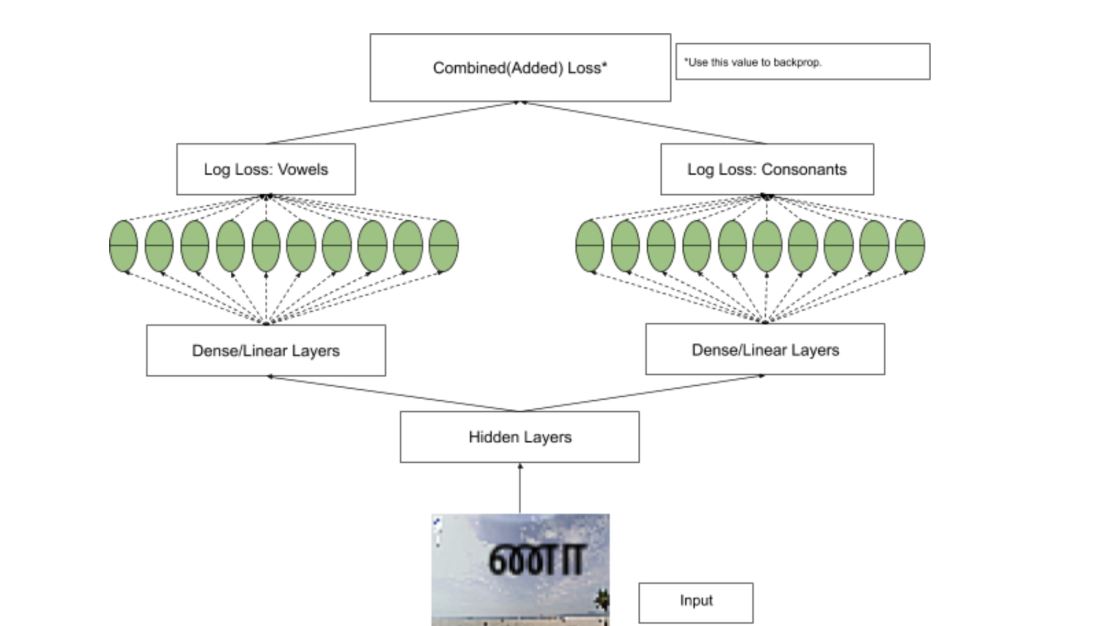 Combined(Added) Loss*
*Use this value to backprop.
Log Loss: Vowels
Log Loss: Consonants
Dense/Linear Layers
Dense/Linear Layers
Hidden Layers
ணா
Input